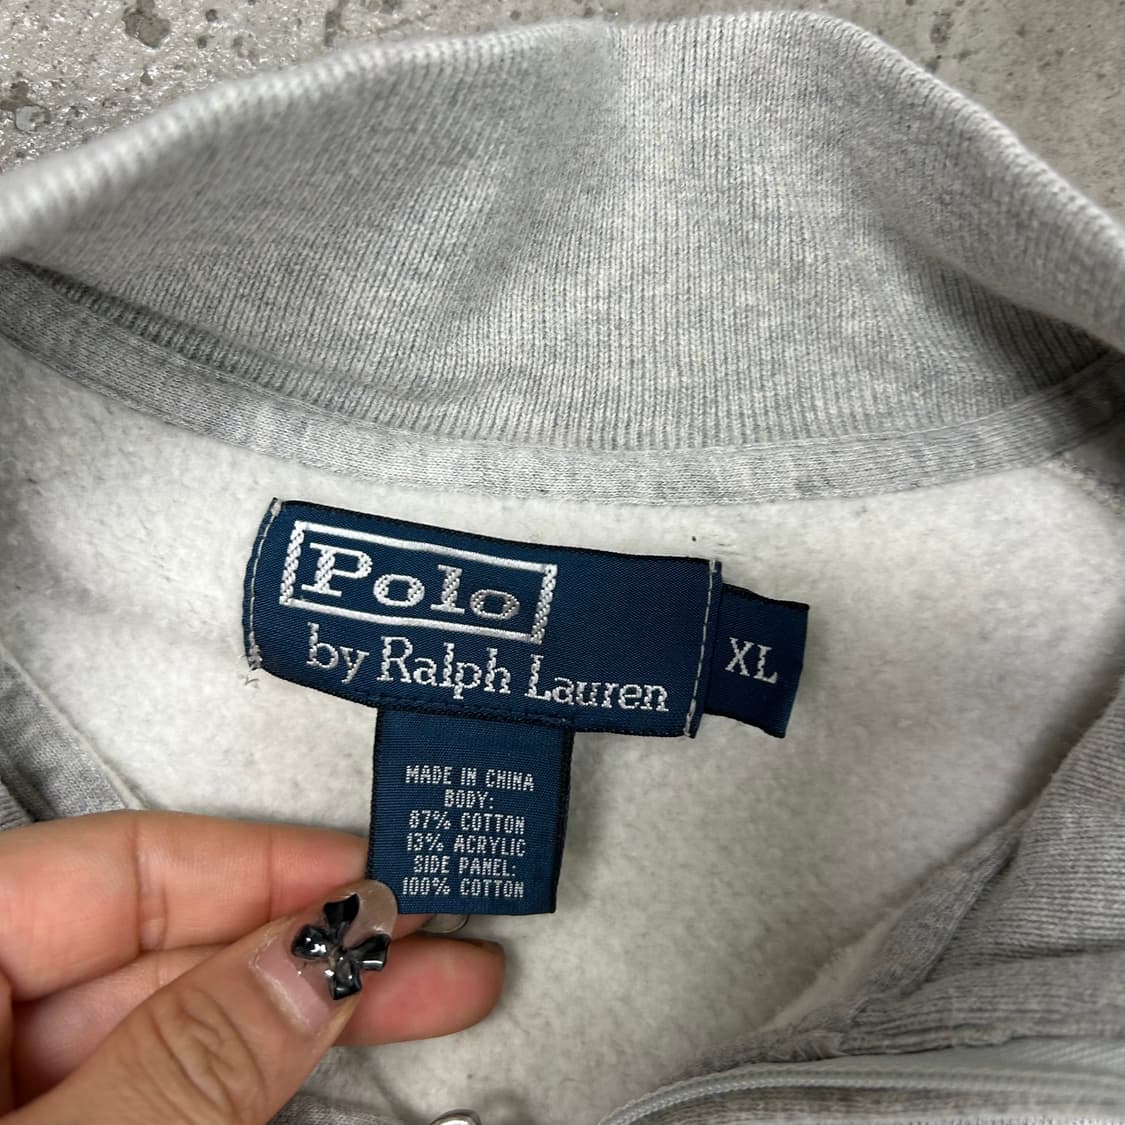 Polo
by Ralph Lauren
XL
MADE IN CHINA
BODY:
87% COTTON
13% ACRYLIC
SIDE PANEL:
100% COTTON